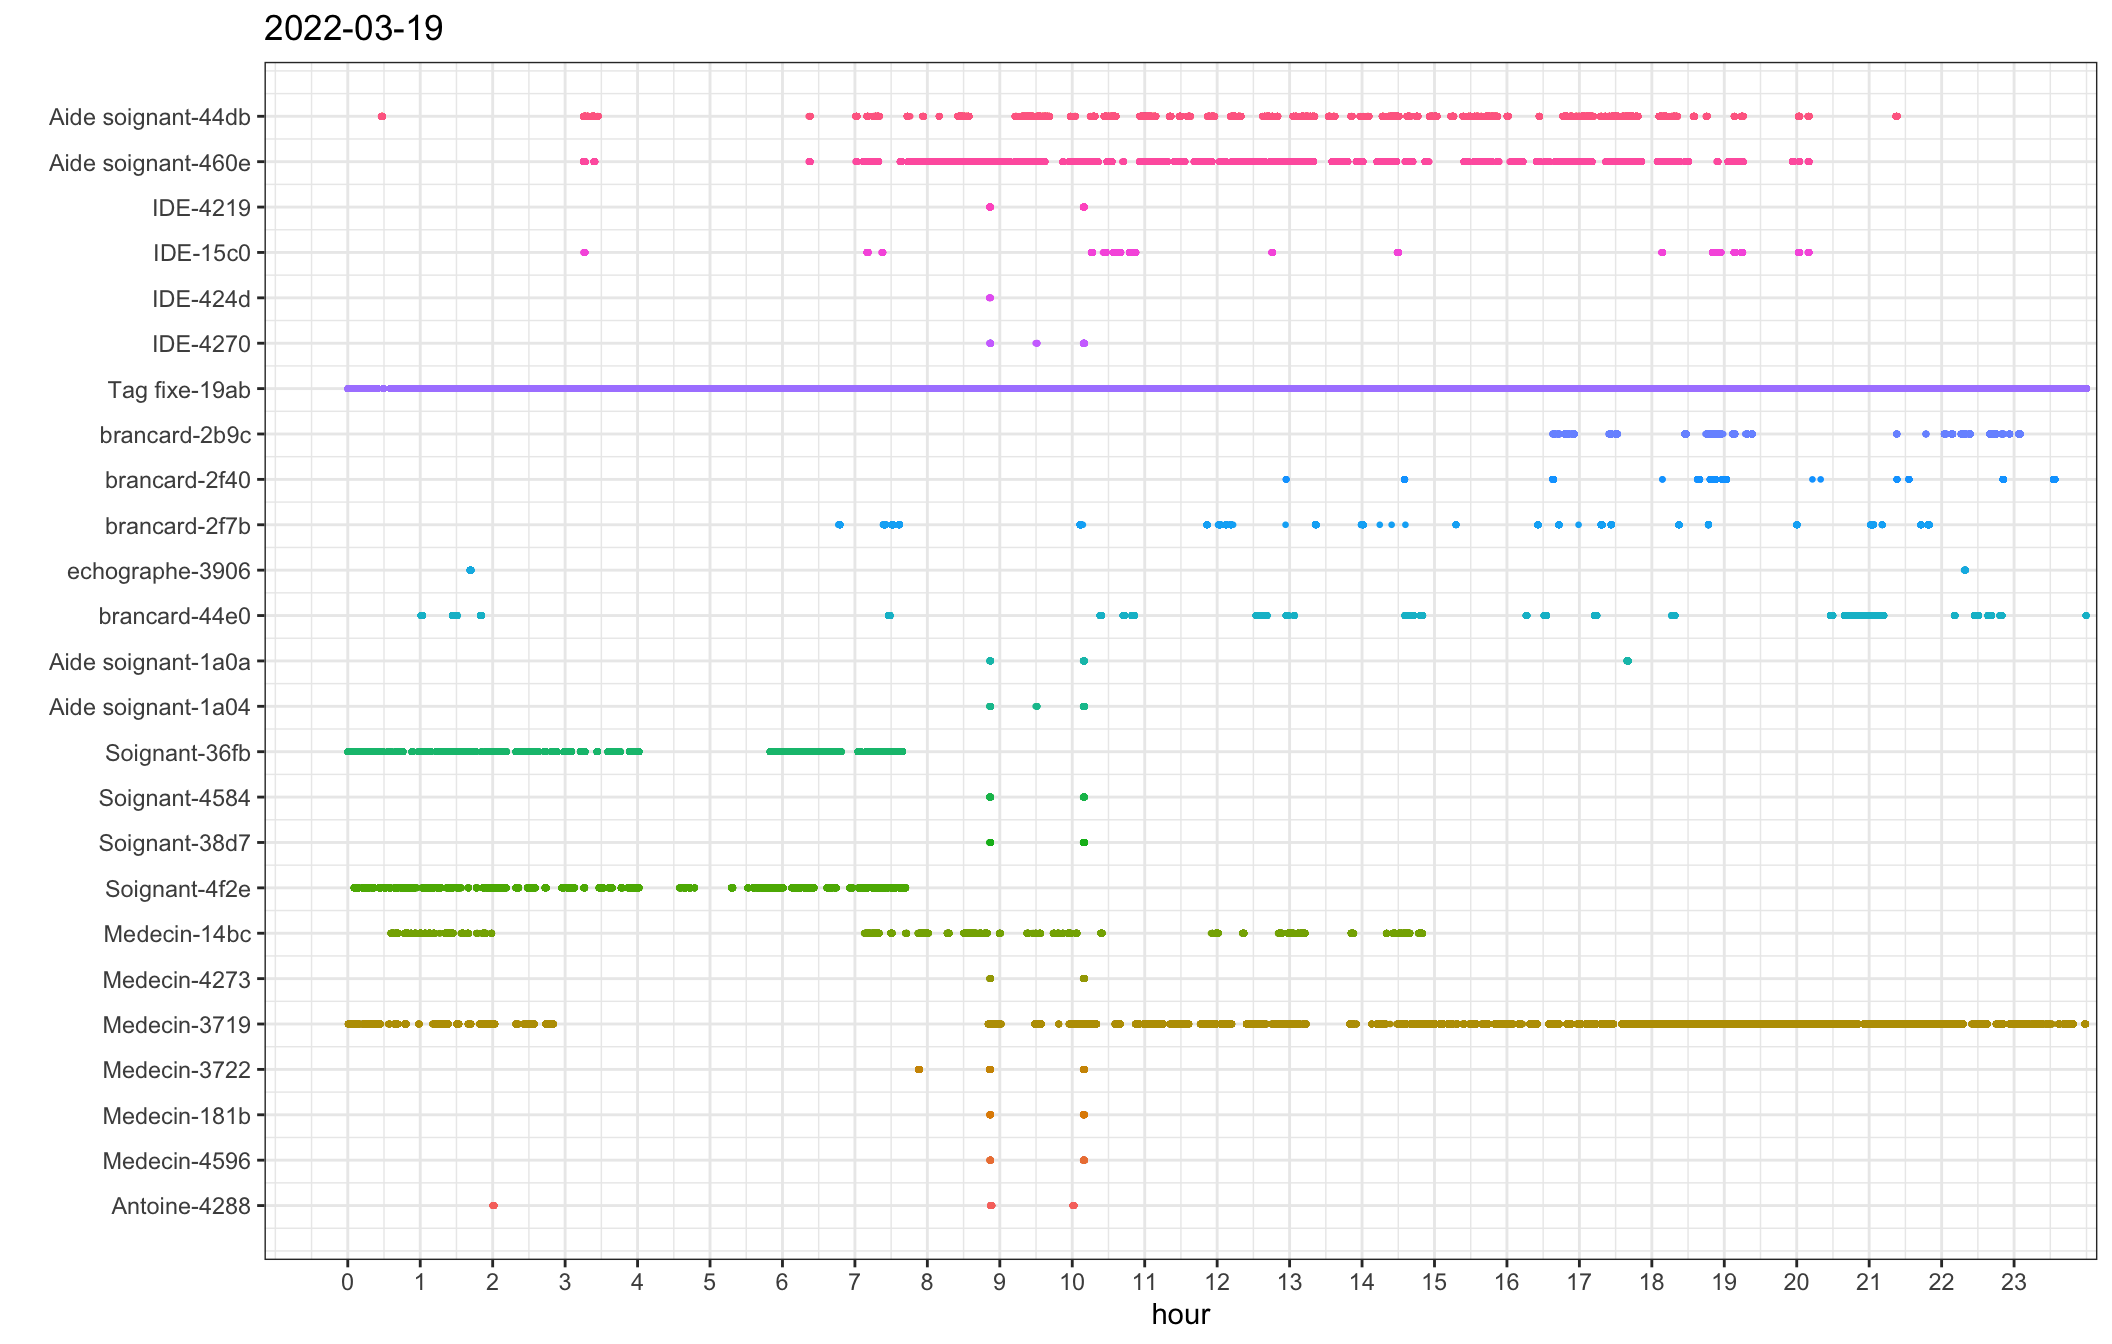 2022-03-19
Aide soignant-44db
Aide soignant-460e
IDE-4219
IDE-15c0
IDE-424d
IDE-4270
Tag fixe-19ab
brancard-2b9c
brancard-2f40
brancard-2f7b
echographe-3906
brancard-44e0
Aide soignant-1a0a
Aide soignant-1a04
Soignant-36fb
Soignant-4584
Soignant-38d7
Soignant-4f2e
Medecin-14bc
Medecin-4273
Medecin-3719
Medecin-3722
Medecin-181b
Medecin-4596
Antoine-4288
0 1 2 3 4 5 6 7 8 9 10 11 12 13 14 15 16 17 18 19 20 21 22 23
hour